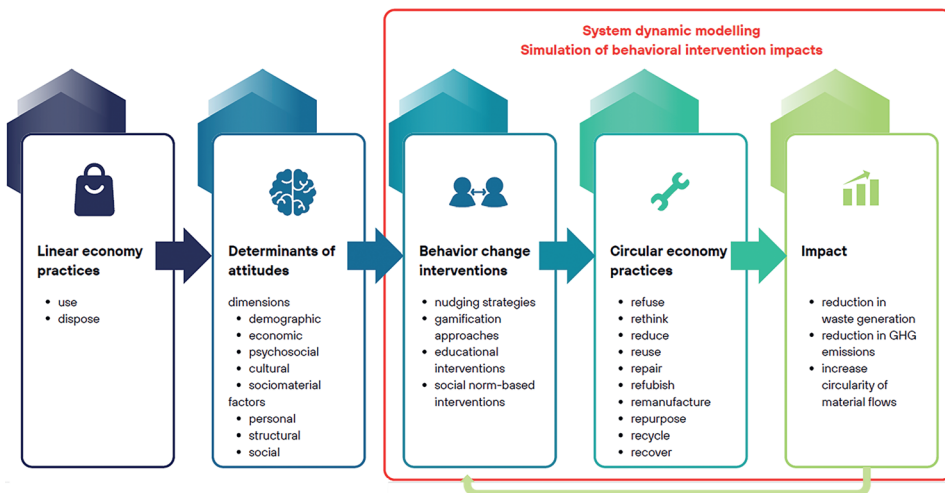 System dynamic modelling
Simulation of behavioral intervention impacts
Linear economy
practices
• use
• dispose
Determinants of
attitudes
dimensions
• demographic
• economic
• psychosocial
• cultural
• sociomaterial
factors
• personal
• structural
• social
Behavior change
interventions
• nudging strategies
• gamification
approaches
• educational
interventions
• social norm-based
interventions
Circular economy
practices
• refuse
• rethink
• reduce
• reuse
• repair
• refubish
• remanufacture
• repurpose
• recycle
• recover
Impact
• reduction in
waste generation
• reduction in GHG
emissions
• increase
circularity of
material flows